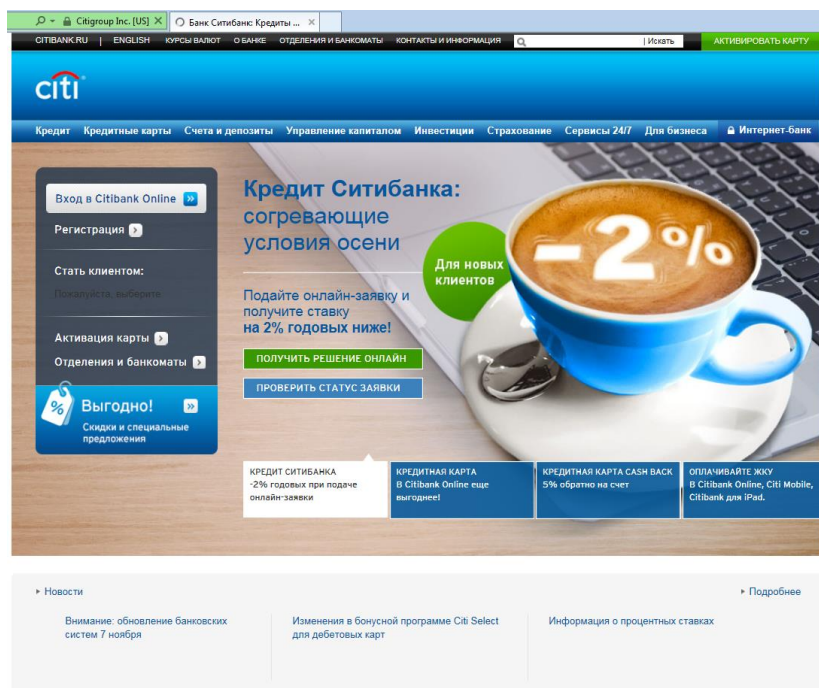 Citigroup Inc. [US]
Банк Ситибанк: Кредиты ...
CITIBANK.RU | ENGLISH КУРСЫ ВАЛЮТ О БАНКЕ ОТДЕЛЕНИЯ И БАНКОМАТЫ КОНТАКТЫ И ИНФОРМАЦИЯ | Искать АКТИВИРОВАТЬ КАРТУ
citi
Кредит Кредитные карты Счета и депозиты Управление капиталом Инвестиции Страхование Сервисы 24/7 Для бизнеса Интернет-банк
Вход в Citibank Online
Регистрация
Стать клиентом:
Пожалуйста, выберите
Активация карты
Отделения и банкоматы
% Выгодно!
Скидки и специальные
предложения
Кредит Ситибанка:
согревающие
условия осени
Для новых
клиентов
-2%
Подайте онлайн-заявку и
получите ставку
на 2% годовых ниже!
ПОЛУЧИТЬ РЕШЕНИЕ ОНЛАЙН
ПРОВЕРИТЬ СТАТУС ЗАЯВКИ
КРЕДИТ СИТИБАНКА
-2% годовых при подаче
онлайн-заявки
КРЕДИТНАЯ КАРТА
В Citibank Online еще
выгоднее!
КРЕДИТНАЯ КАРТА CASH BACK
5% обратно на счет
ОПЛАЧИВАЙТЕ ЖКУ
В Citibank Online, Citi Mobile,
Citibank для iPad.
Новости
Подробнее
Внимание: обновление банковских
систем 7 ноября
Изменения в бонусной программе Citi Select
для дебетовых карт
Информация о процентных ставках